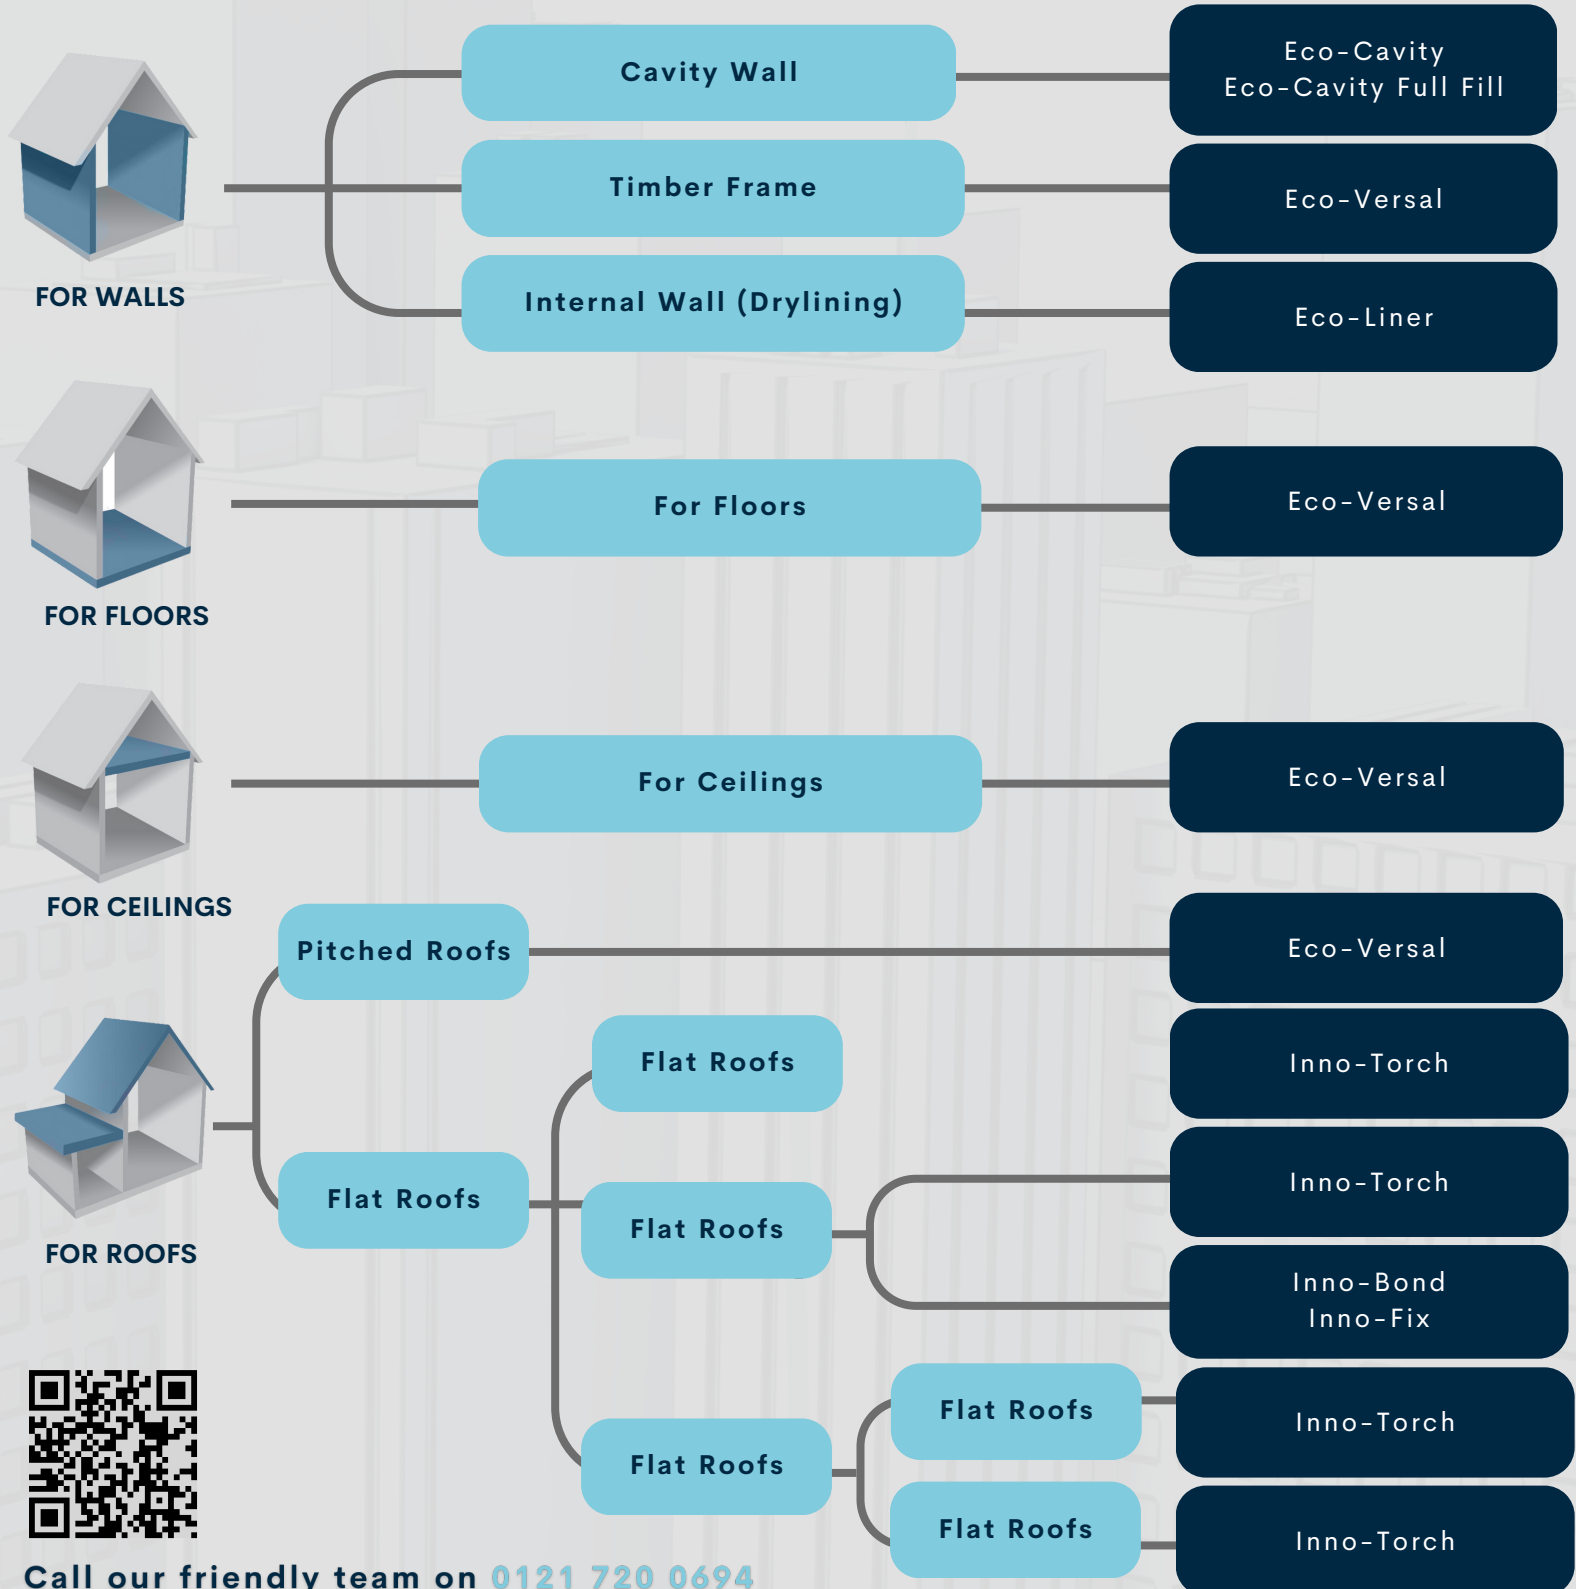 Cavity Wall
Eco-Cavity
Eco-Cavity Full Fill
Timber Frame
Eco-Versal
Internal Wall (Drylining)
Eco-Liner
FOR WALLS
For Floors
Eco-Versal
FOR FLOORS
For Ceilings
Eco-Versal
FOR CEILINGS
Pitched Roofs
Eco-Versal
Flat Roofs
Inno-Torch
Flat Roofs
Flat Roofs
Inno-Torch
Inno-Bond
Inno-Fix
FOR ROOFS
Flat Roofs
Flat Roofs
Inno-Torch
Flat Roofs
Inno-Torch
Call our friendly team on 0121 720 0694